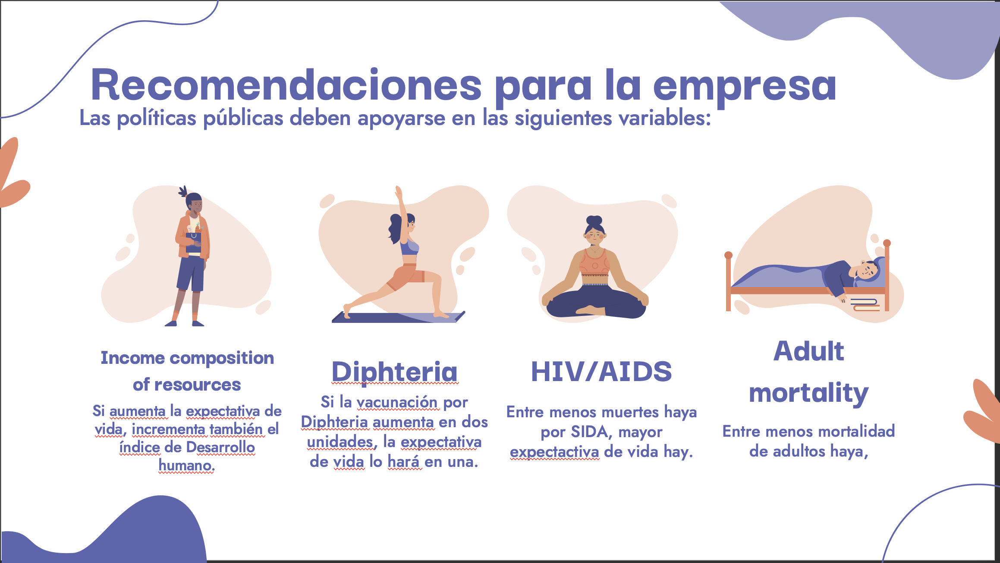 Recomendaciones para la empresa
Las políticas públicas deben apoyarse en las siguientes variables:
Income composition
of resources
Si aumenta la expectativa de
vida, incrementa también el
índice de Desarrollo
humano.
Diphteria
Si la vacunación por
Diphteria aumenta en dos
unidades, la expectativa
de vida lo hará en una.
HIV/AIDS
Entre menos muertes haya
por SIDA, mayor
expectactiva de vida hay.
Adult
mortality
Entre menos mortalidad
de adultos haya,